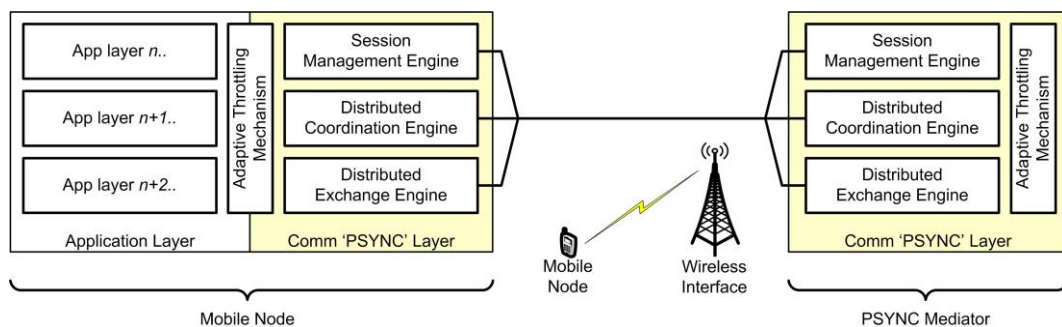 App layer n..
App layer n+1..
App layer n+2..
Application Layer
Adaptive Throttling
Mechanism
Session
Management Engine
Distributed
Coordination Engine
Distributed
Exchange Engine
Comm ‘PSYNC’ Layer
Mobile Node
Mobile
Node
Wireless
Interface
Session
Management Engine
Distributed
Coordination Engine
Distributed
Exchange Engine
Adaptive Throttling
Mechanism
Comm ‘PSYNC’ Layer
PSYNC Mediator